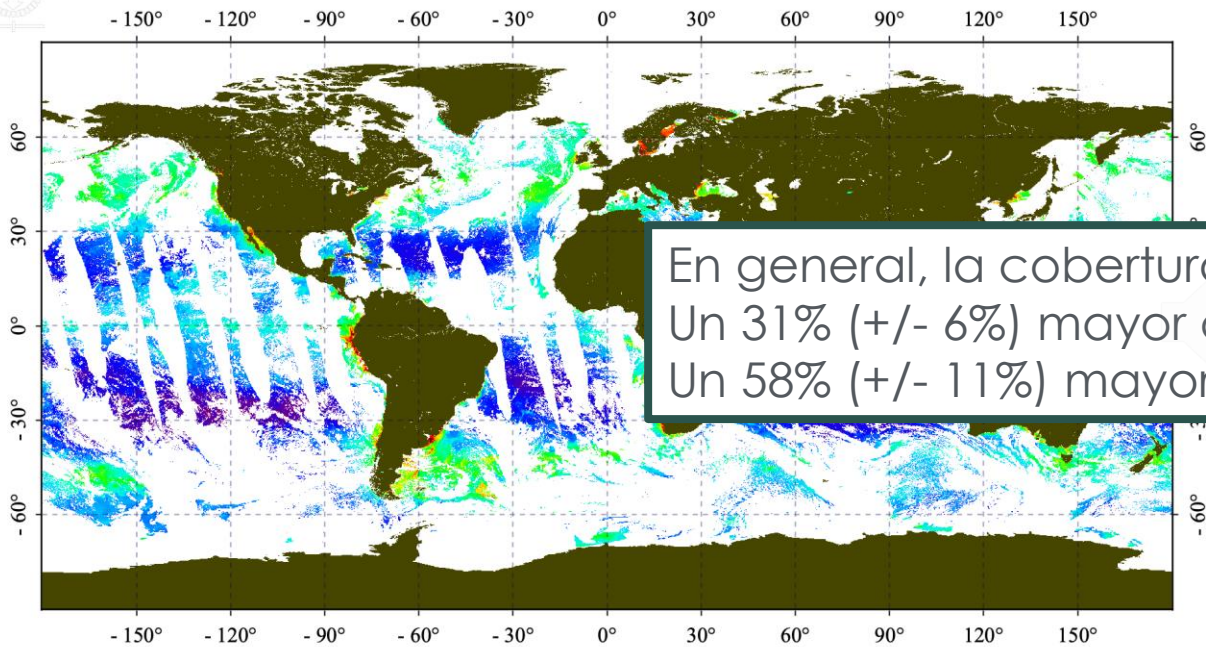 - 150° - 120° - 90° - 60° - 30° 0° 30° 60° 90° 120° 150°
60° 60°
30°
En general, la cobertura
Un 31% (+/- 6%) mayor
Un 58% (+/- 11%) mayor
0°
- 30°
- 60° - 60°
- 150° - 120° - 90° - 60° - 30° 0° 30° 60° 90° 120° 150°